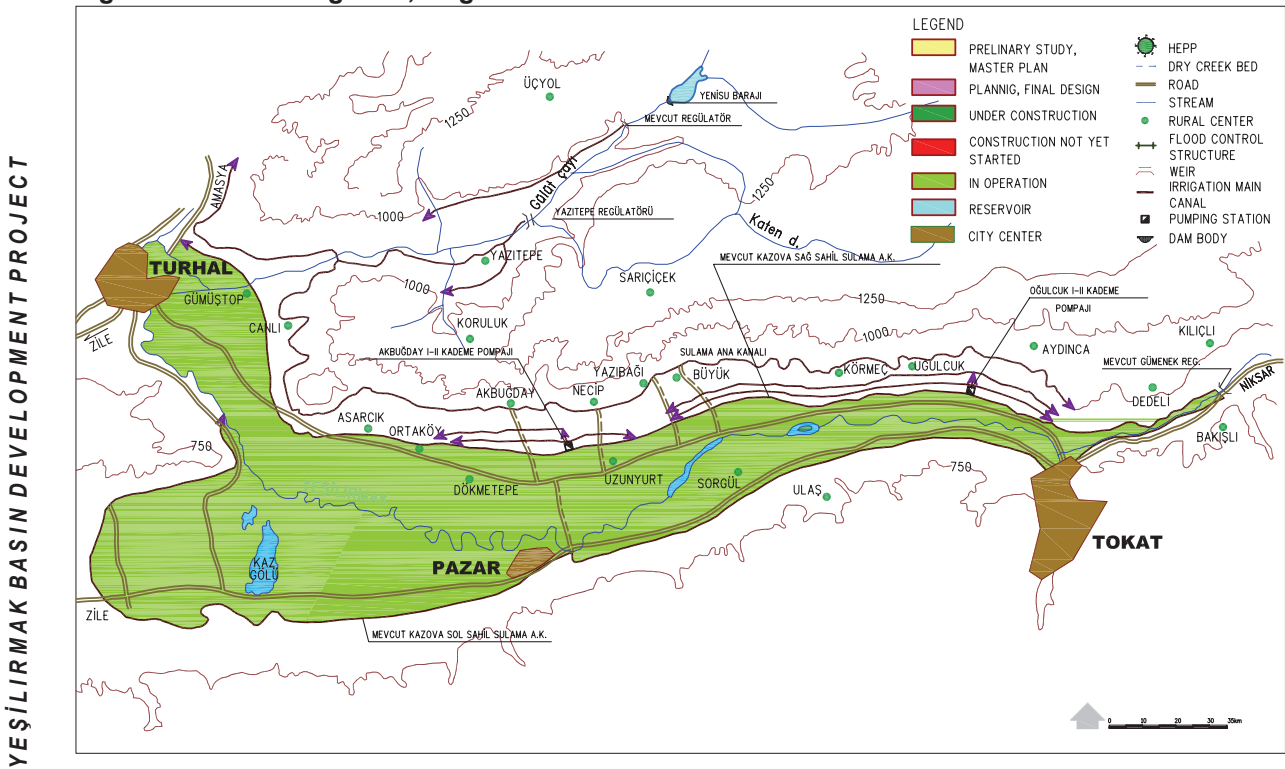 YEŞİLIRMAK BASIN DEVELOPMENT PROJECT
LEGEND
PRELINARY STUDY,
MASTER PLAN
PLANNIG, FINAL DESIGN
UNDER CONSTRUCTION
CONSTRUCTION NOT YET
STARTED
IN OPERATION
RESERVOIR
CITY CENTER
HEPP
DRY CREEK BED
ROAD
STREAM
RURAL CENTER
FLOOD CONTROL
STRUCTURE
WEIR
IRRIGATION MAIN
CANAL
PUMPING STATION
DAM BODY
ÜÇYOL
1250
YENİSU BARAJI
MEVCUT REGÜLATÖR
AMASYA
1000
Gülüt Çayı
1250
YAZITEPE REGÜLATÖRÜ
Kafen d.
YAZITEPE
MEVCUT KAZOVA SAĞ SAHİL SULAMA A.K.
TURHAL
GÜMÜŞTOP
1000
SARIÇİÇEK
OĞULCUK I-II KADEME
POMPAJI
1250
CANLI
KORULUK
1000
KILIÇLI
ZİLE
AKBUĞDAY I-II KADEME POMPAJI
SULAMA ANA KANALI
AYDINCA
MEVCUT GÜMENEK REG.
YAZIBAĞI
BÜYÜK
KÖRMEÇ
UĞULCUK
NİKSAR
AKBUĞDAY
NECİP
DEDELİ
ASARCIK
ORTAKÖY
BAKIŞLI
750
YEŞİLIRMAK
DÖKMETEPE
UZUNYURT
SORGÜL
ULAŞ
750
TOKAT
KAZ
GÖLÜ
PAZAR
ZİLE
MEVCUT KAZOVA SOL SAHİL SULAMA A.K.
0 10 20 30 35km